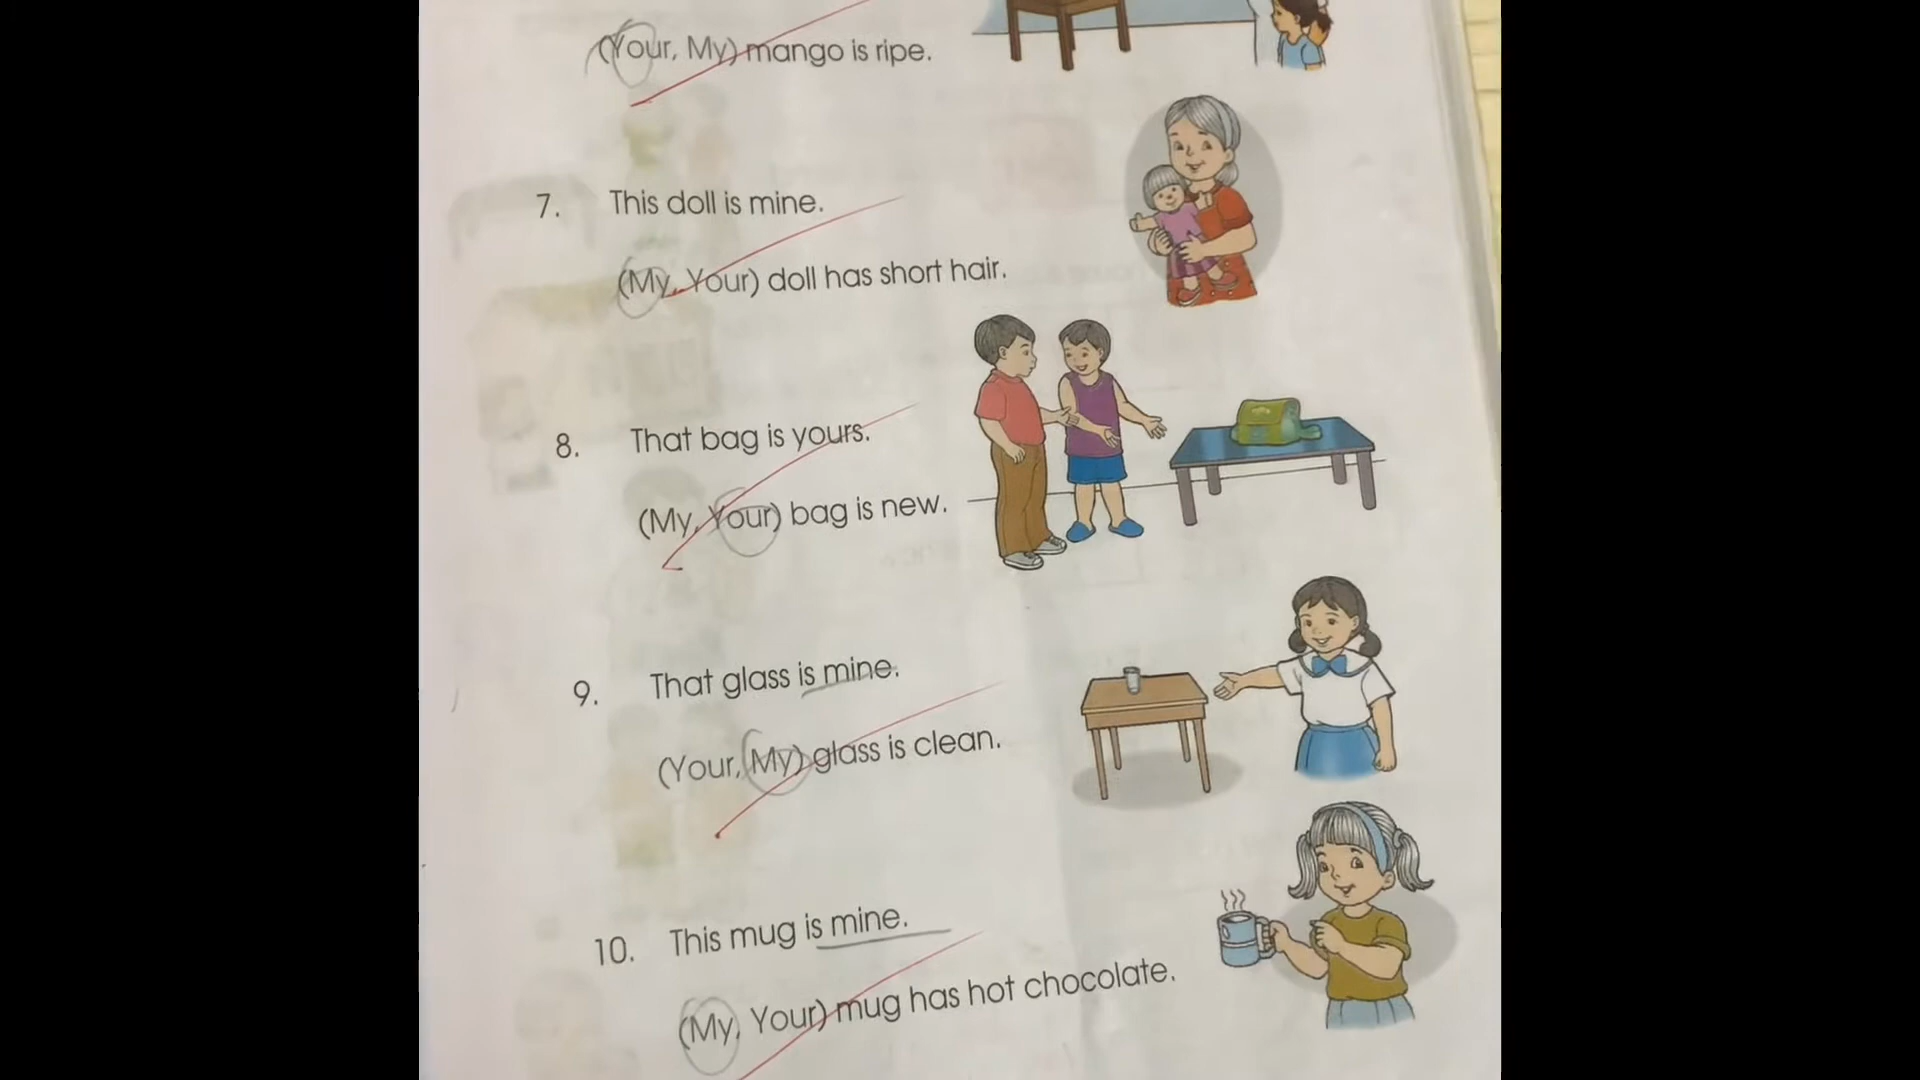 (Your, My) mango is ripe.
7. This doll is mine.
(My, Your) doll has short hair.
8. That bag is yours.
(My, Your) bag is new.
9. That glass is mine.
(Your, My) glass is clean.
10. This mug is mine.
(My, Your) mug has hot chocolate.